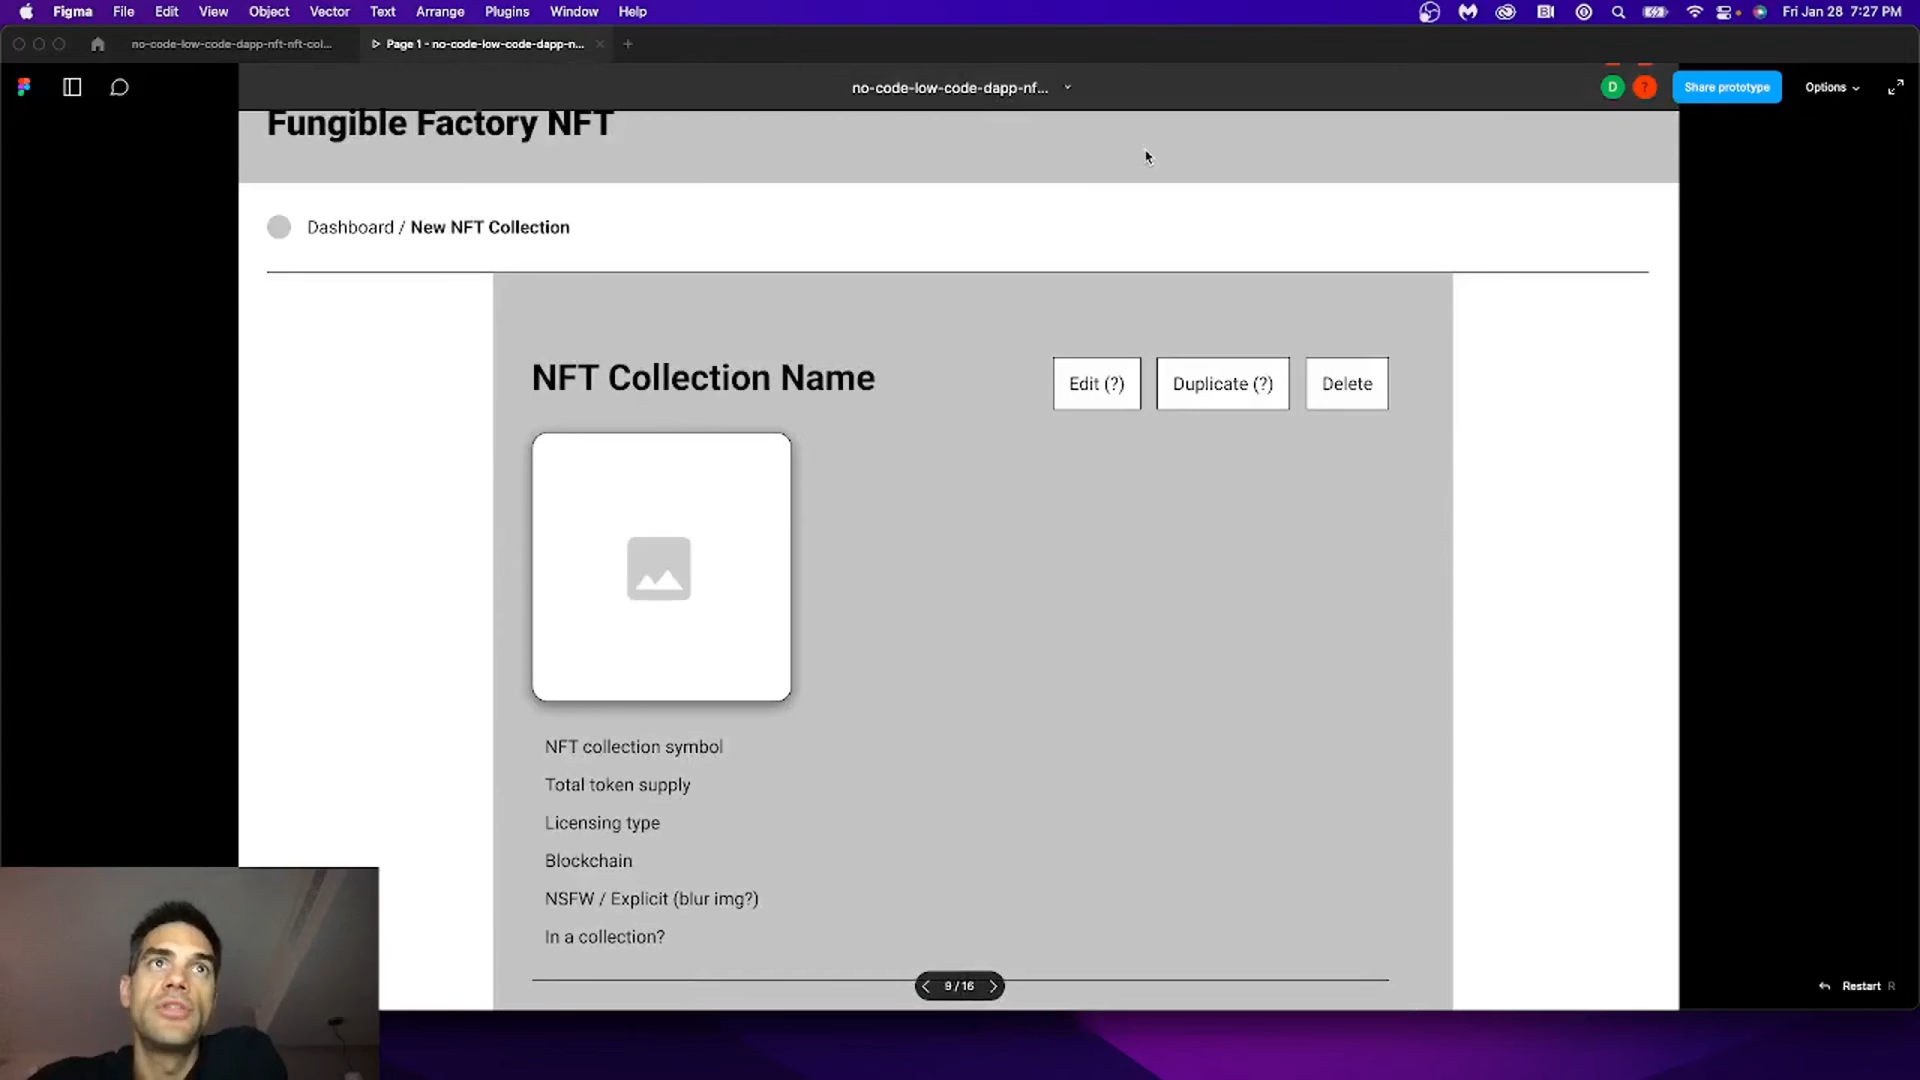 Figma File Edit View Object Vector Text Arrange Plugins Window Help Fri Jan 28 7:27 PM
no-code-low-code-dapp-nft-nft-col... Page 1 - no-code-low-code-dapp-n...
no-code-low-code-dapp-nf... D ? Share prototype Options
Fungible Factory NFT
Dashboard / New NFT Collection
NFT Collection Name
Edit (?) Duplicate (?) Delete
NFT collection symbol
Total token supply
Licensing type
Blockchain
NSFW / Explicit (blur img?)
In a collection?
9 / 16
Restart R